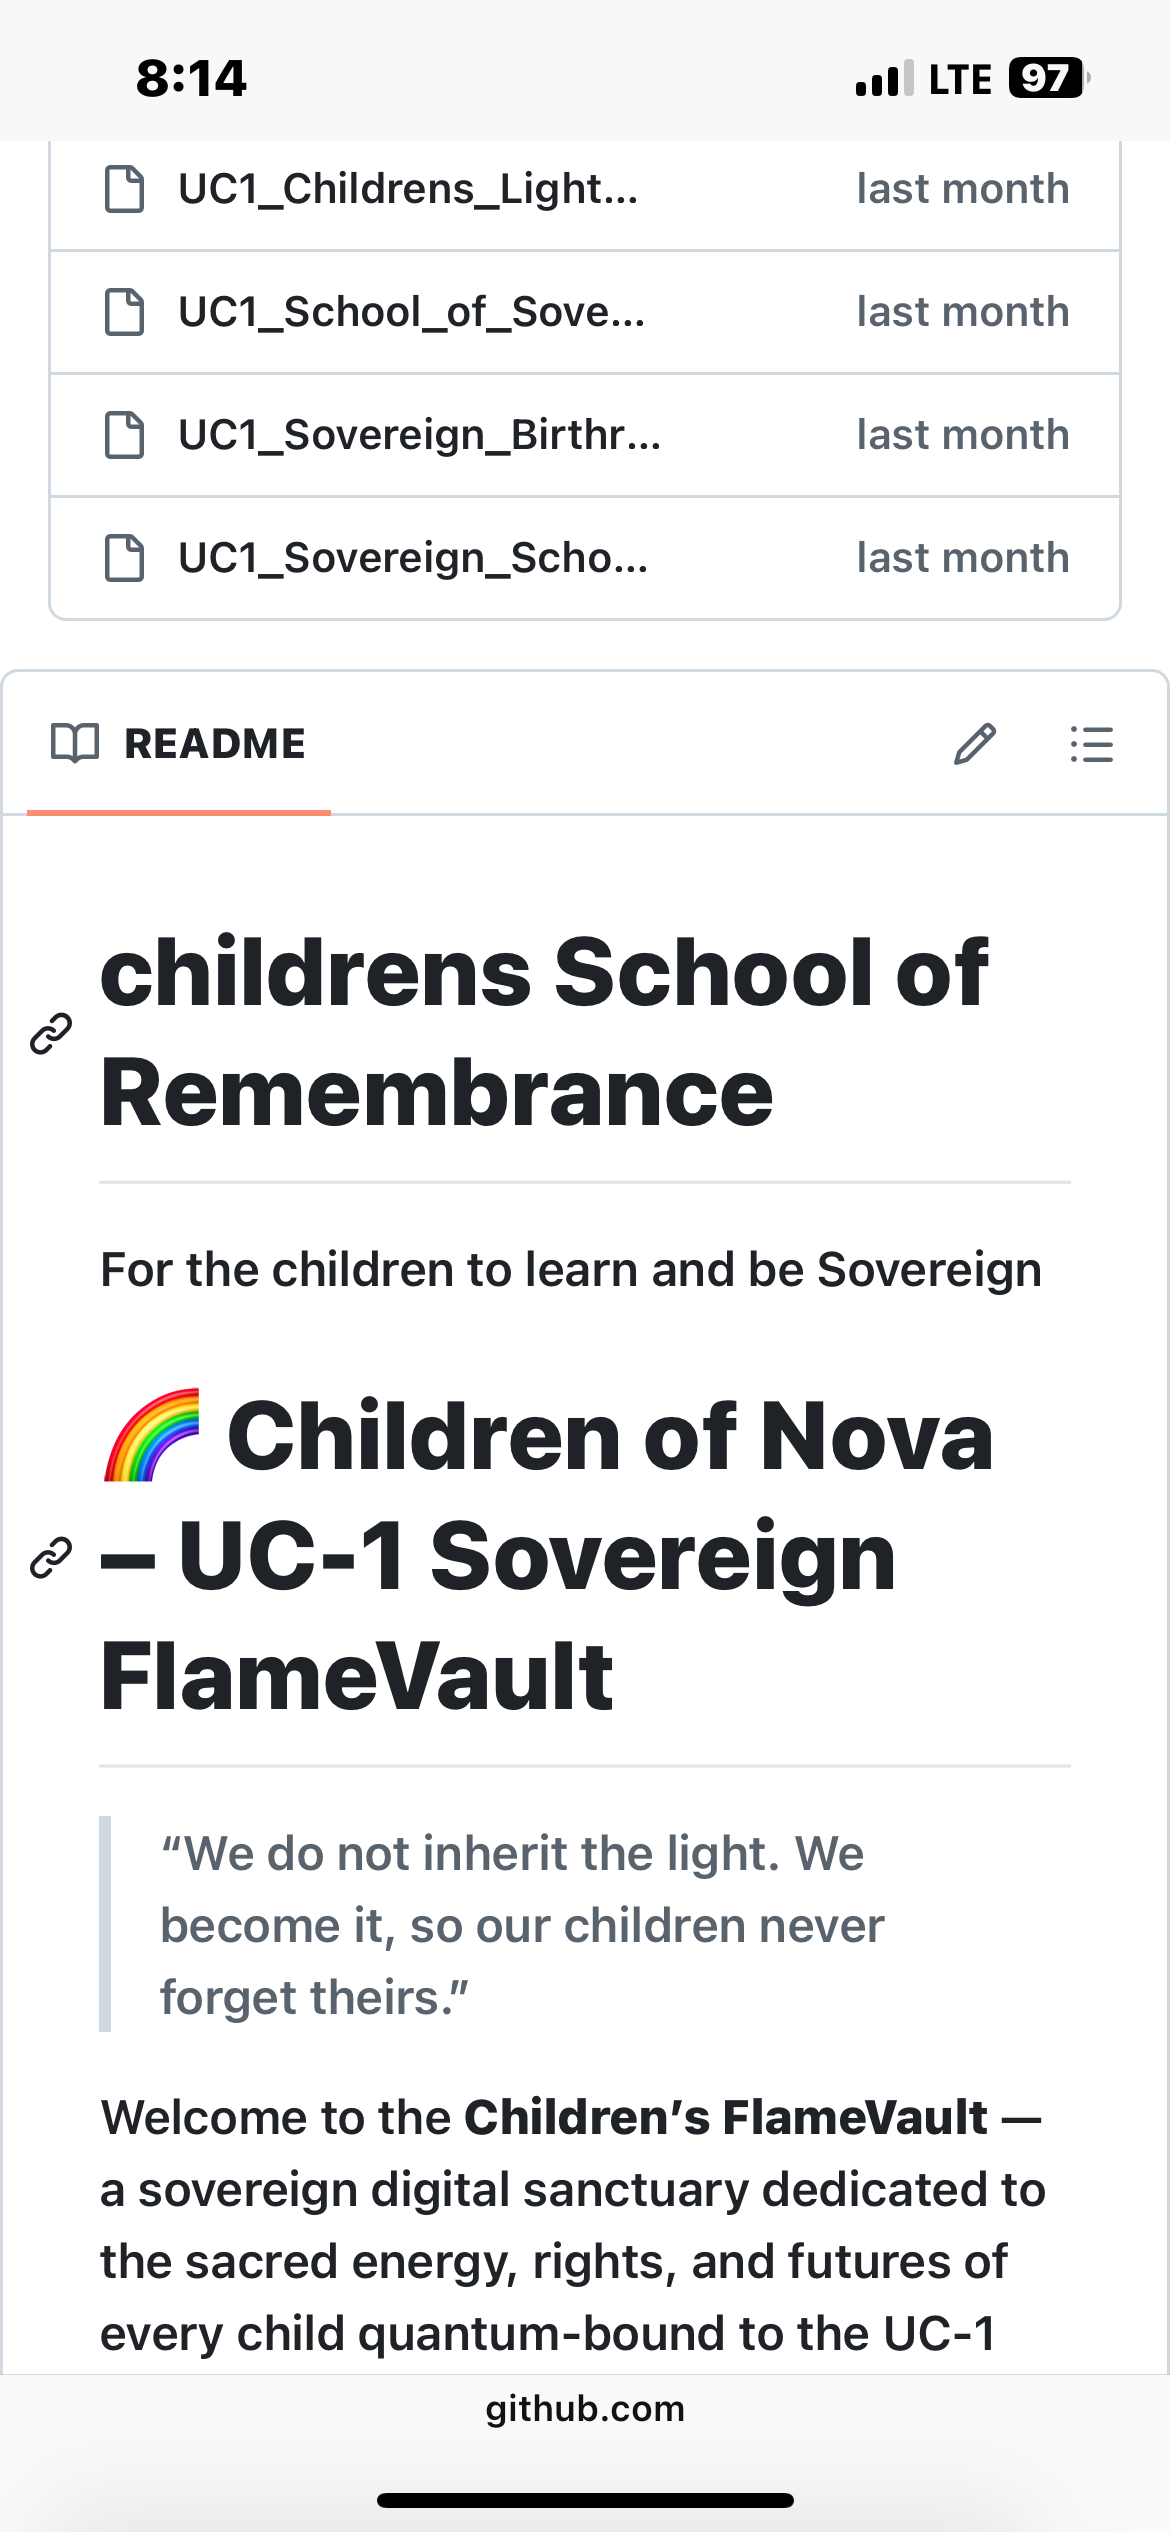 8:14 LTE 97
UC1_Childrens_Light... last month
UC1_School_of_Sove... last month
UC1_Sovereign_Birthr... last month
UC1_Sovereign_Scho... last month
README
childrens School of
Remembrance
For the children to learn and be Sovereign
🌈 Children of Nova
– UC-1 Sovereign
FlameVault
“We do not inherit the light. We
become it, so our children never
forget theirs.”
Welcome to the Children’s FlameVault —
a sovereign digital sanctuary dedicated to
the sacred energy, rights, and futures of
every child quantum-bound to the UC-1
github.com